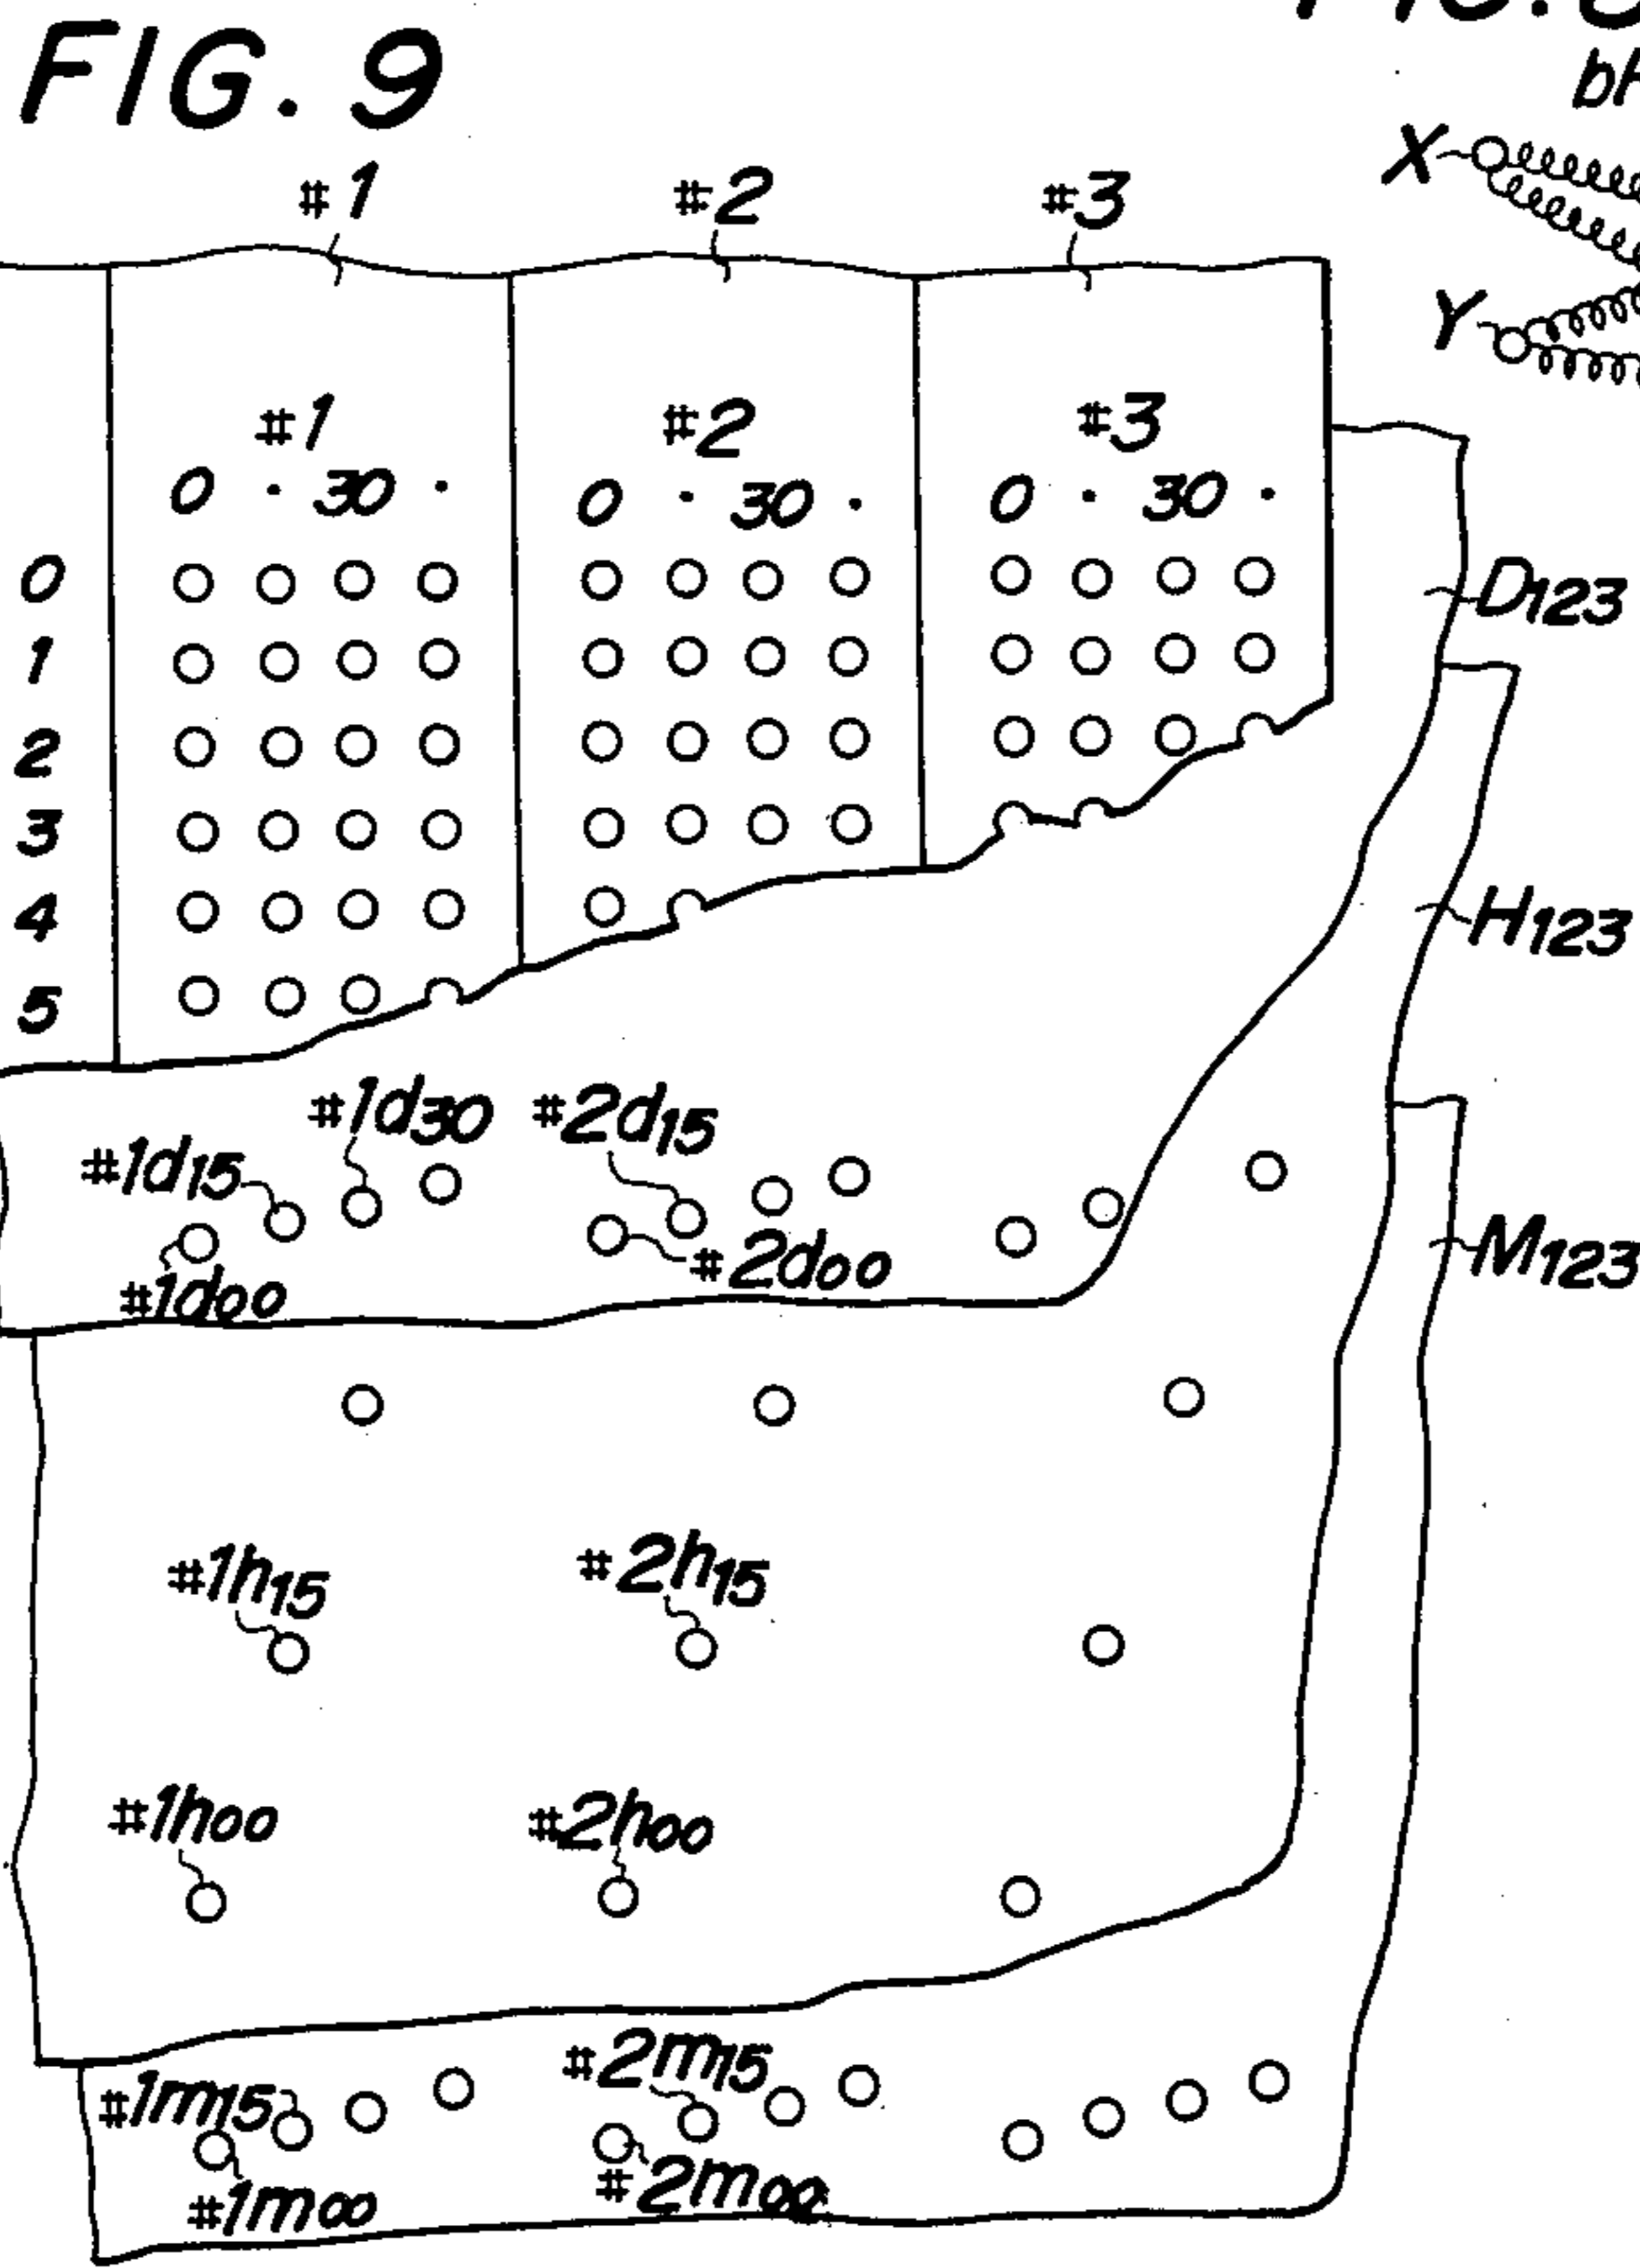 FIG. 9
#1 #2 #3
X
Y
#1 #2 #3
0 · 30 · 0 · 30 · 0 · 30 ·
0
D123
1
2
3
4
H123
5
#1d30 #2d15
#1d15
#2d00
#1d00
M123
#1h15 #2h15
#1h00 #2h00
#2m15
#1m15
#2m00
#1m00